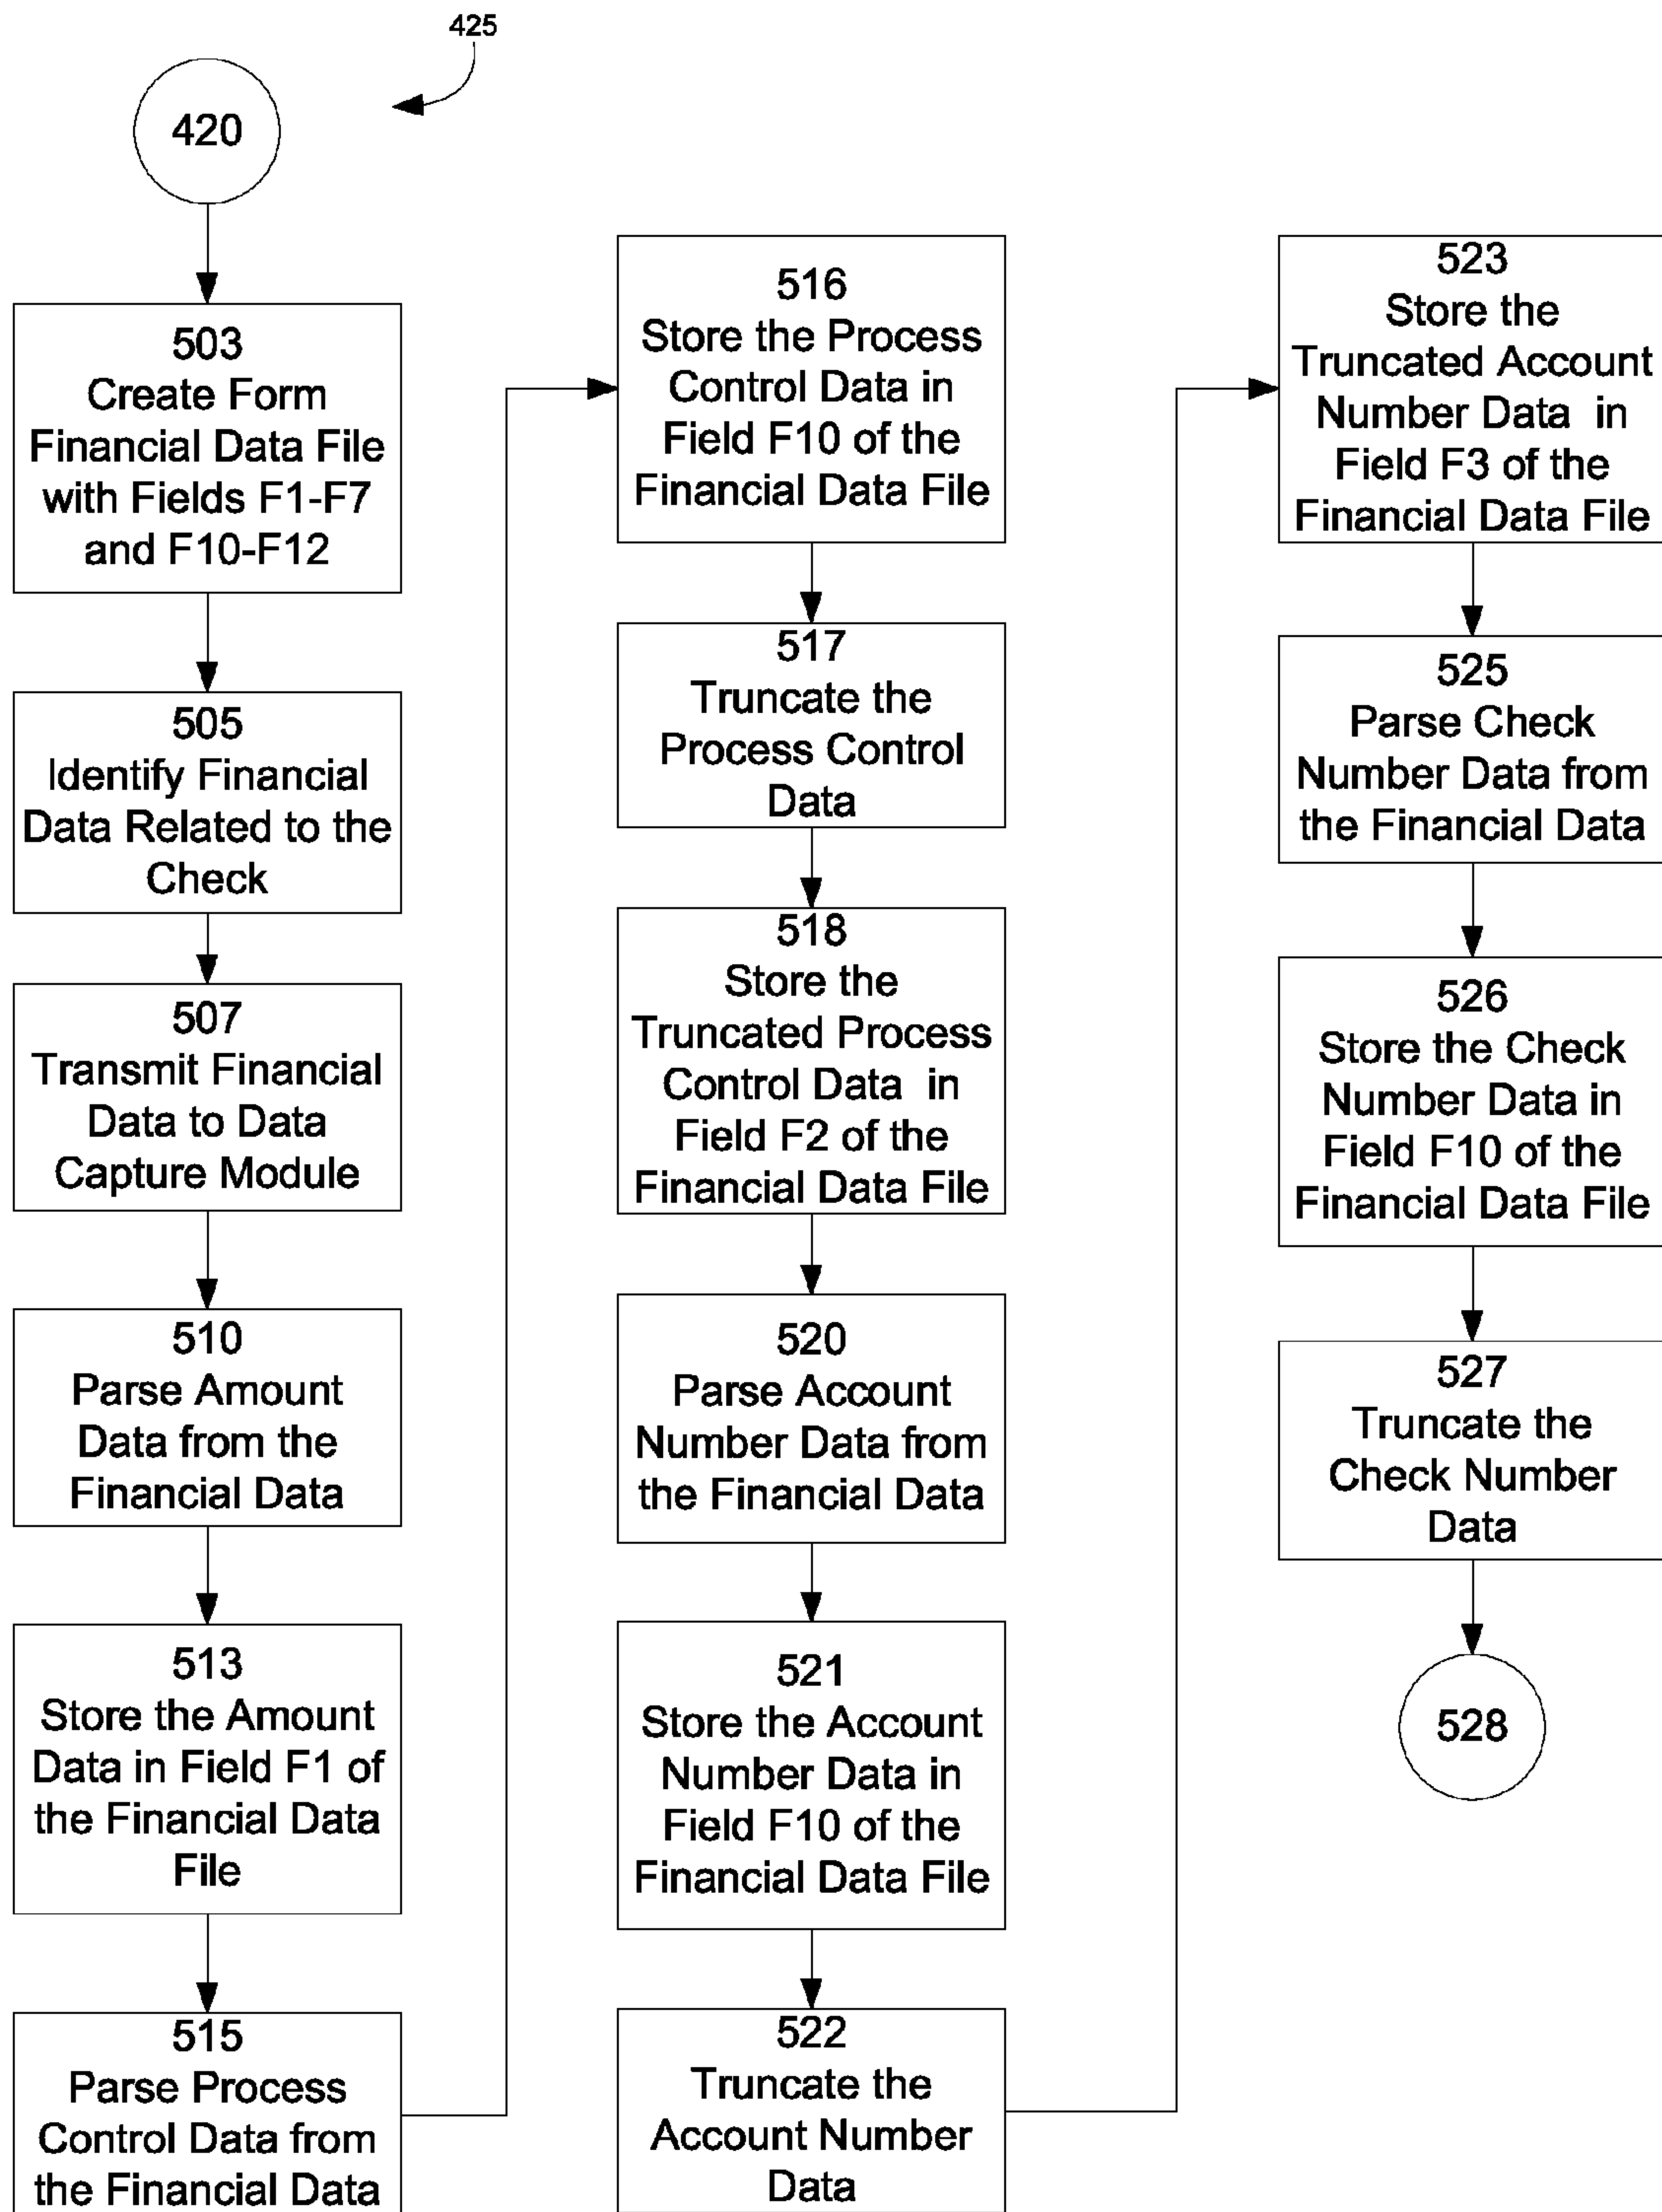 425
420
503
Create Form
Financial Data File
with Fields F1-F7
and F10-F12
505
Identify Financial
Data Related to the
Check
507
Transmit Financial
Data to Data
Capture Module
510
Parse Amount
Data from the
Financial Data
513
Store the Amount
Data in Field F1 of
the Financial Data
File
515
Parse Process
Control Data from
the Financial Data
516
Store the Process
Control Data in
Field F10 of the
Financial Data File
517
Truncate the
Process Control
Data
518
Store the
Truncated Process
Control Data in
Field F2 of the
Financial Data File
520
Parse Account
Number Data from
the Financial Data
521
Store the Account
Number Data in
Field F10 of the
Financial Data File
522
Truncate the
Account Number
Data
523
Store the
Truncated Account
Number Data in
Field F3 of the
Financial Data File
525
Parse Check
Number Data from
the Financial Data
526
Store the Check
Number Data in
Field F10 of the
Financial Data File
527
Truncate the
Check Number
Data
528